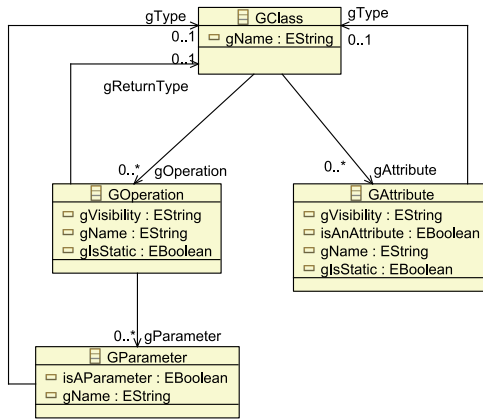 gType
GClass
gType
0..1
gName : EString
0..1
0..1
gReturnType
0..*
gOperation
0..*
gAttribute
GOperation
gVisibility : EString
gName : EString
gIsStatic : EBoolean
GAttribute
gVisibility : EString
isAnAttribute : EBoolean
gName : EString
gIsStatic : EBoolean
0..*
gParameter
GParameter
isAParameter : EBoolean
gName : EString